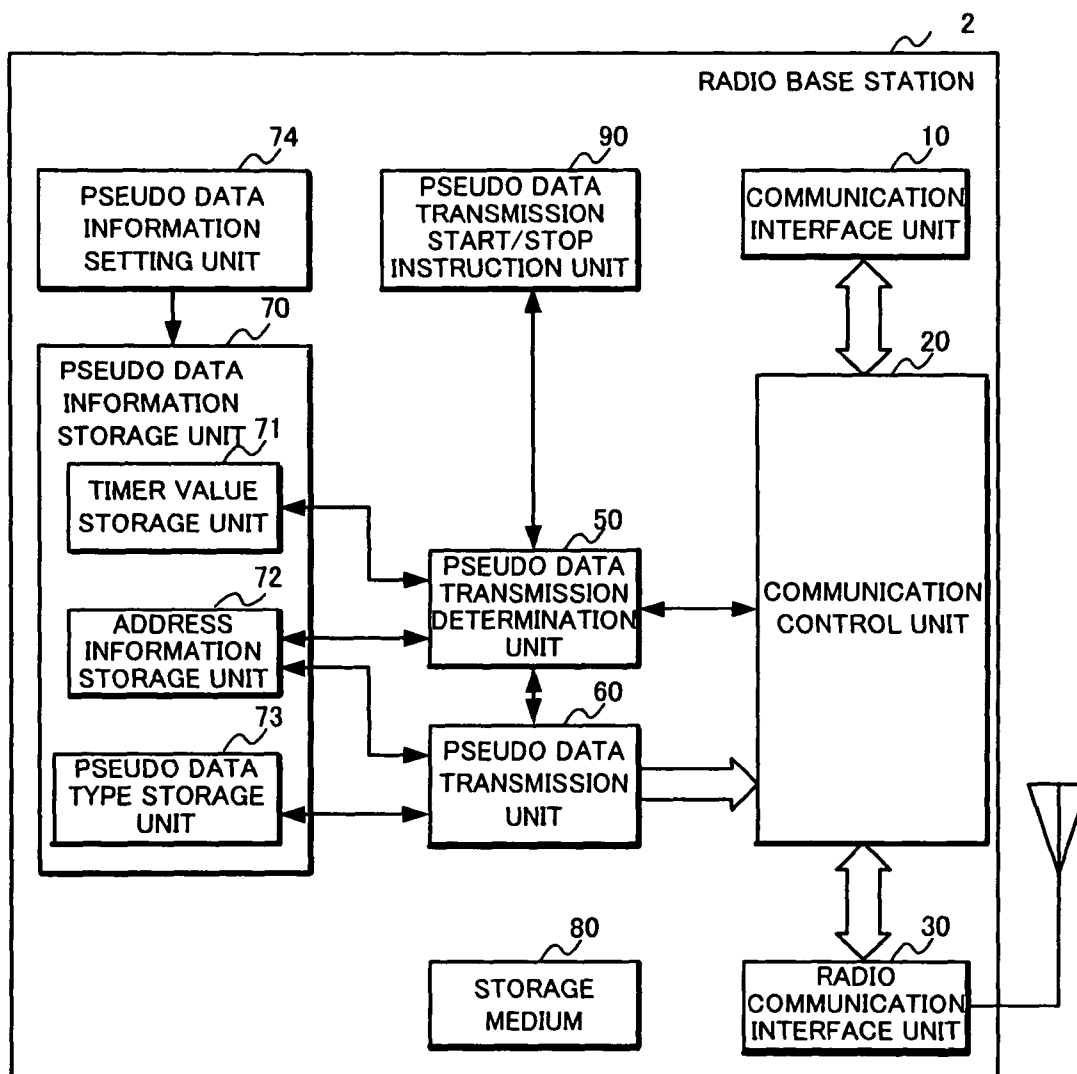 2
RADIO BASE STATION
74
PSEUDO DATA
INFORMATION
SETTING UNIT
90
PSEUDO DATA
TRANSMISSION
START/STOP
INSTRUCTION UNIT
10
COMMUNICATION
INTERFACE UNIT
70
PSEUDO DATA
INFORMATION
STORAGE UNIT
71
TIMER VALUE
STORAGE UNIT
72
ADDRESS
INFORMATION
STORAGE UNIT
73
PSEUDO DATA
TYPE STORAGE
UNIT
50
PSEUDO DATA
TRANSMISSION
DETERMINATION
UNIT
60
PSEUDO DATA
TRANSMISSION
UNIT
20
COMMUNICATION
CONTROL UNIT
80
STORAGE
MEDIUM
30
RADIO
COMMUNICATION
INTERFACE UNIT